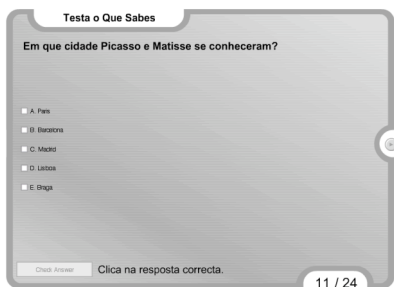 Testa o Que Sabes
Em que cidade Picasso e Matisse se conheceram?
A. Paris
B. Barcelona
C. Madrid
D. Lisboa
E. Braga
Check Answer
Clica na resposta correcta.
11 / 24